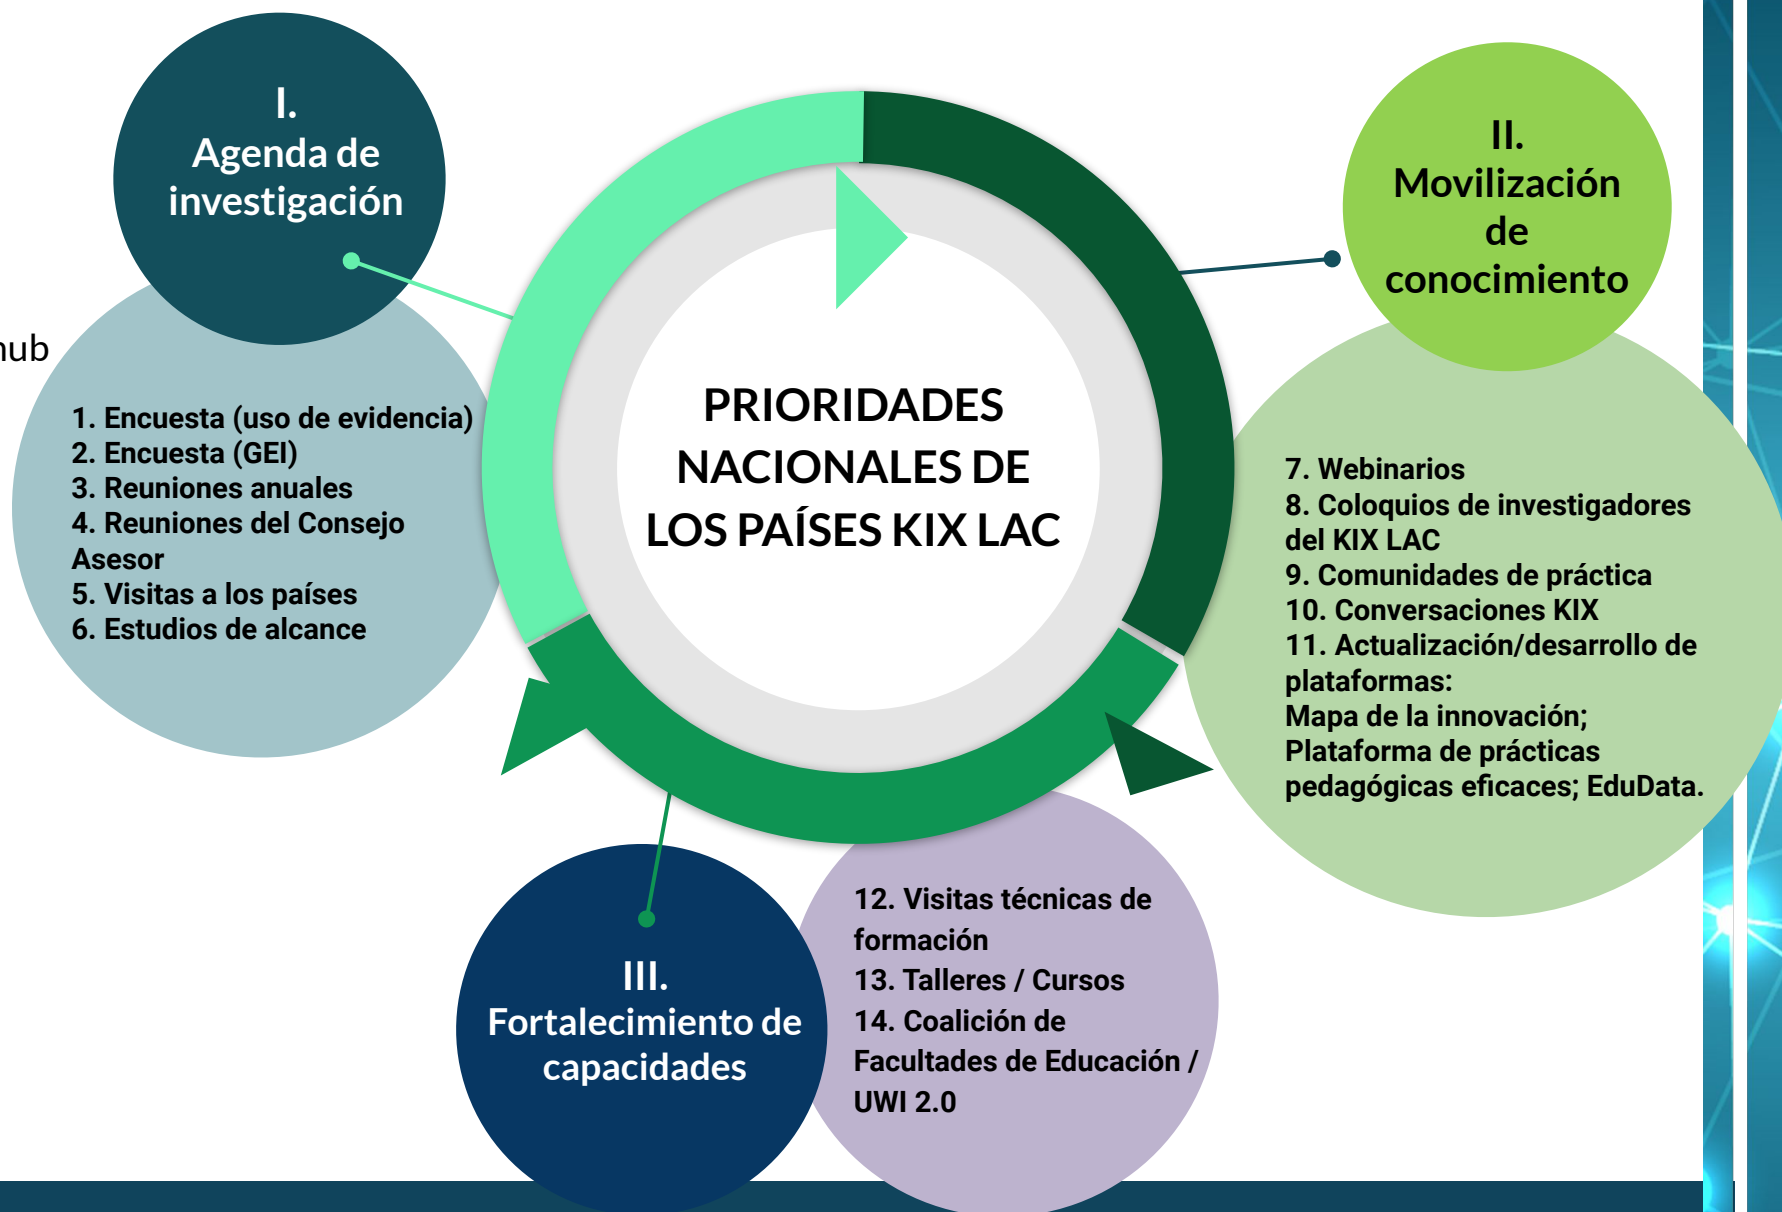 I.
Agenda de
investigación
hub
1. Encuesta (uso de evidencia)
2. Encuesta (GEI)
3. Reuniones anuales
4. Reuniones del Consejo
Asesor
5. Visitas a los países
6. Estudios de alcance
PRIORIDADES
NACIONALES DE
LOS PAÍSES KIX LAC
II.
Movilización
de
conocimiento
7. Webinarios
8. Coloquios de investigadores
del KIX LAC
9. Comunidades de práctica
10. Conversaciones KIX
11. Actualización/desarrollo de
plataformas:
Mapa de la innovación;
Plataforma de prácticas
pedagógicas eficaces; EduData.
III.
Fortalecimiento de
capacidades
12. Visitas técnicas de
formación
13. Talleres / Cursos
14. Coalición de
Facultades de Educación /
UWI 2.0